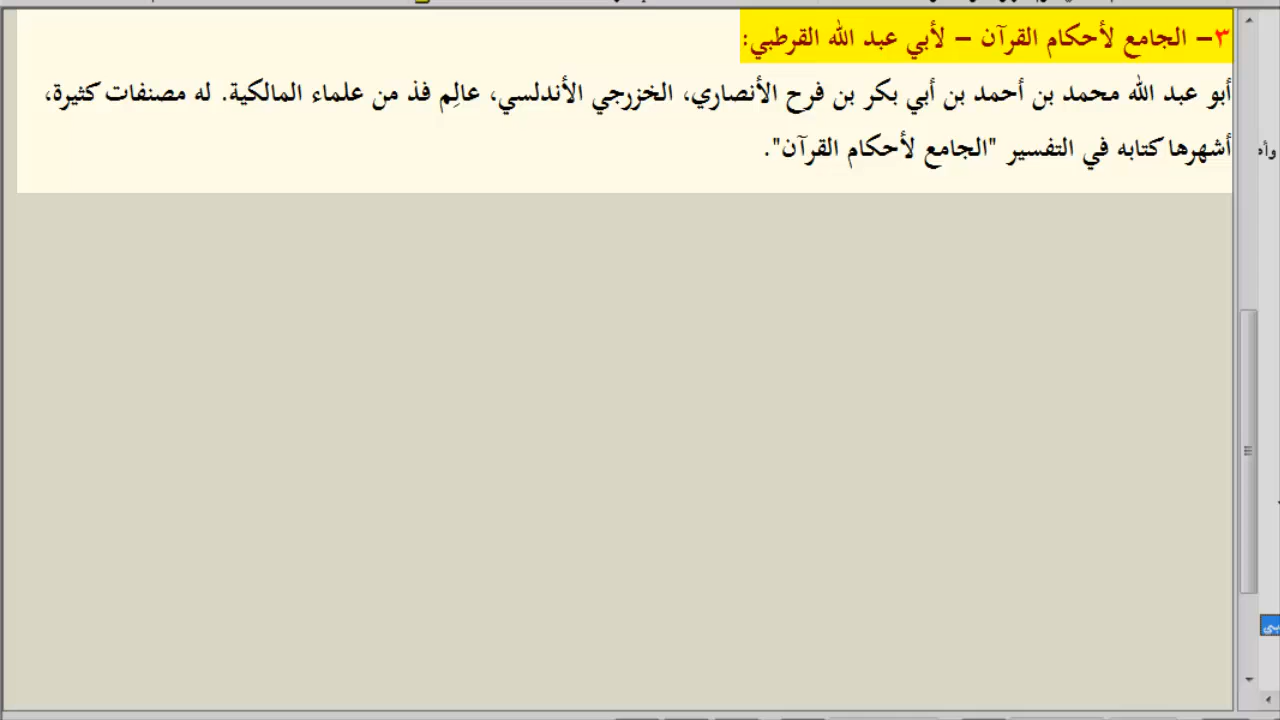 ٣– الجامع لأحكام القرآن – لأبي عبد الله القرطبي:
أبو عبد الله محمد بن أحمد بن أبي بكر بن فرح الأنصاري، الخزرجي الأندلسي، عالِم فذ من علماء المالكية. له مصنفات كثيرة،
أشهرها كتابه في التفسير "الجامع لأحكام القرآن".